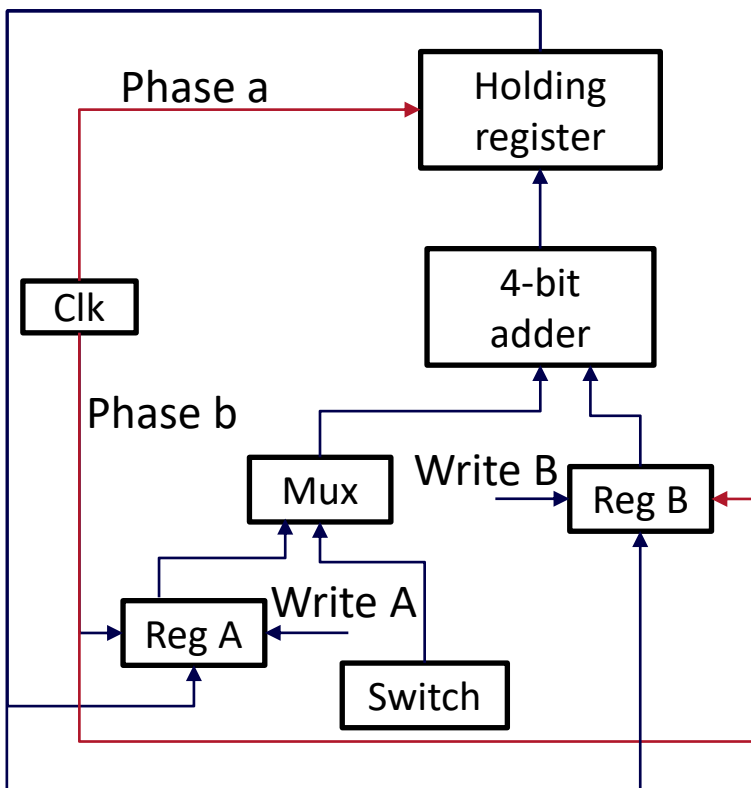 Phase a
Holding
register
Clk
4-bit
adder
Phase b
Mux
Write B
Reg B
Write A
Reg A
Switch